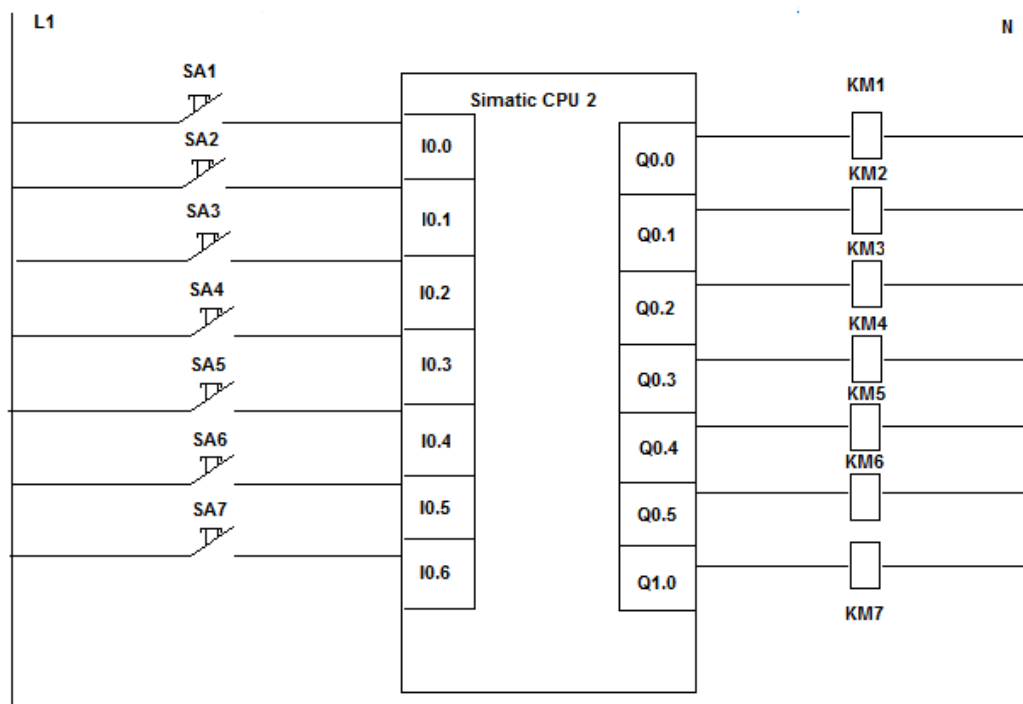 L1
N
SA1
Simatic CPU 2
KM1
I0.0
Q0.0
SA2
KM2
I0.1
Q0.1
SA3
KM3
I0.2
Q0.2
SA4
KM4
I0.3
Q0.3
SA5
KM5
I0.4
Q0.4
SA6
KM6
I0.5
Q0.5
SA7
I0.6
Q1.0
KM7